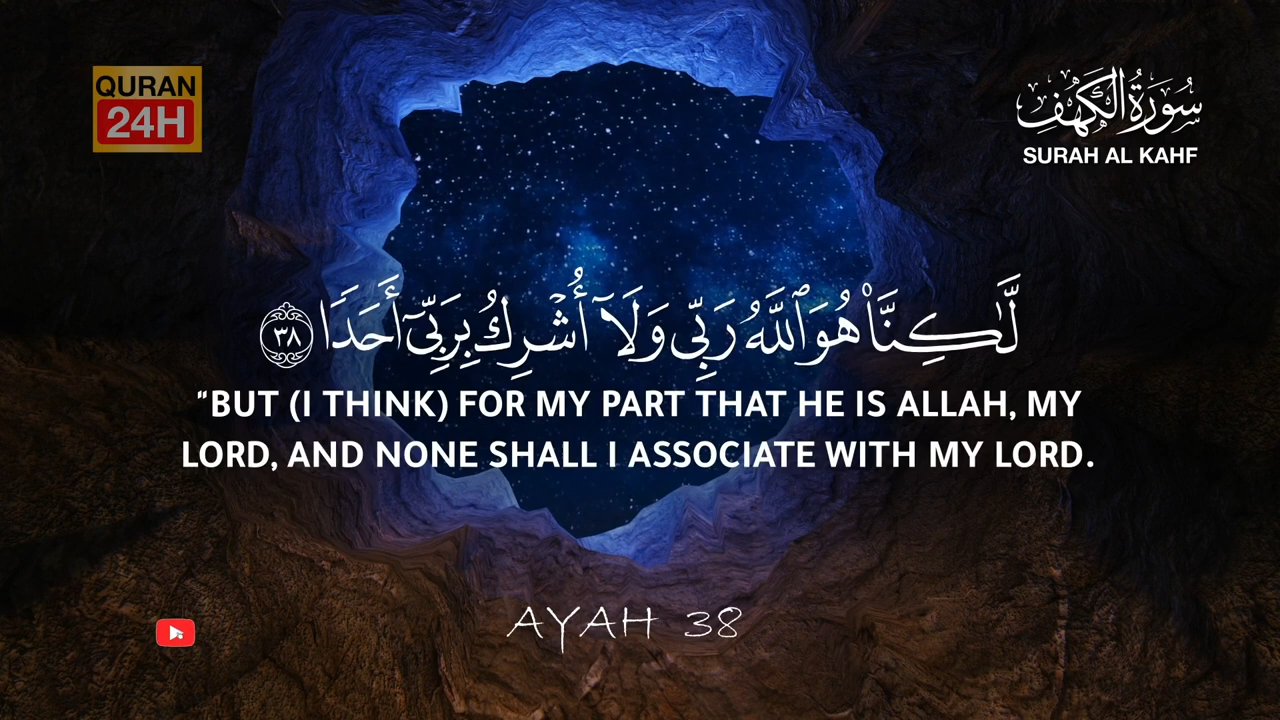 QURAN
24H
سُورَةُ الكَهْفِ
SURAH AL KAHF
لَّٰكِنَّا۠ هُوَ ٱللَّهُ رَبِّى وَلَآ أُشْرِكُ بِرَبِّىٓ أَحَدًا ٣٨
"BUT (I THINK) FOR MY PART THAT HE IS ALLAH, MY
LORD, AND NONE SHALL I ASSOCIATE WITH MY LORD.
AYAH 38